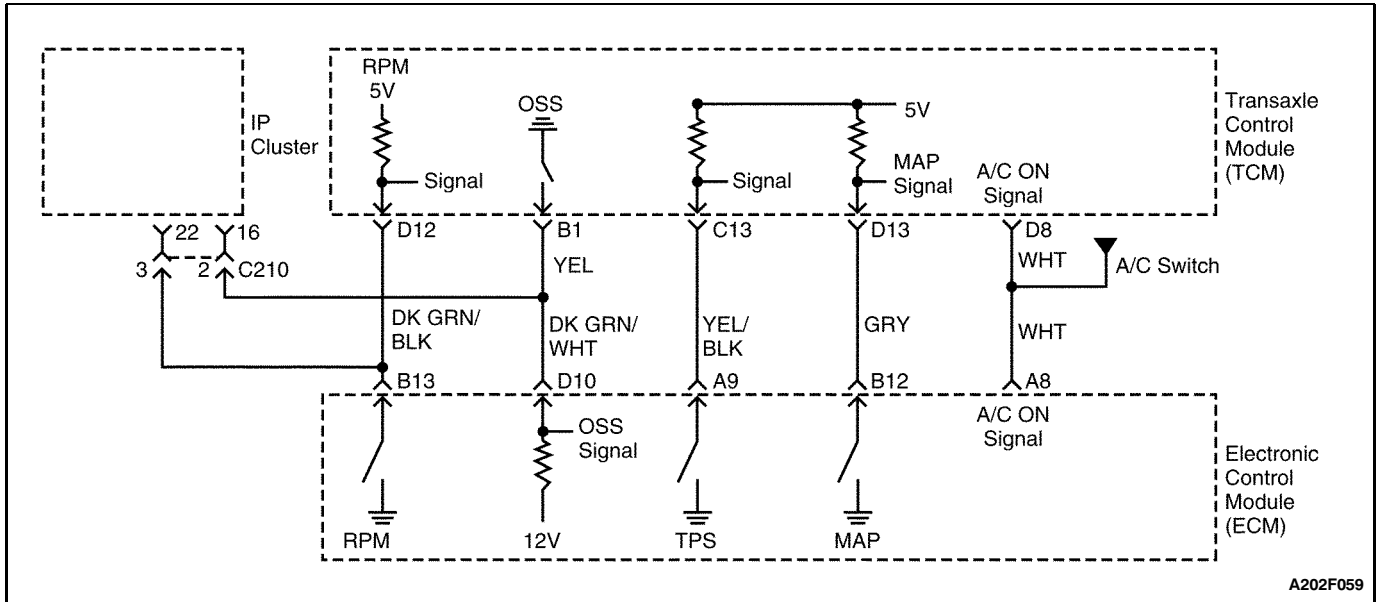 RPM
5V
OSS
5V
IP
Cluster
Signal
Signal
MAP
Signal
A/C ON
Signal
Transaxle
Control
Module
(TCM)
22
16
D12
B1
C13
D13
D8
3
2
C210
YEL
WHT
A/C Switch
DK GRN/
BLK
DK GRN/
WHT
YEL/
BLK
GRY
WHT
B13
D10
A9
B12
A8
OSS
Signal
A/C ON
Signal
Electronic
Control
Module
(ECM)
RPM
12V
TPS
MAP
A202F059